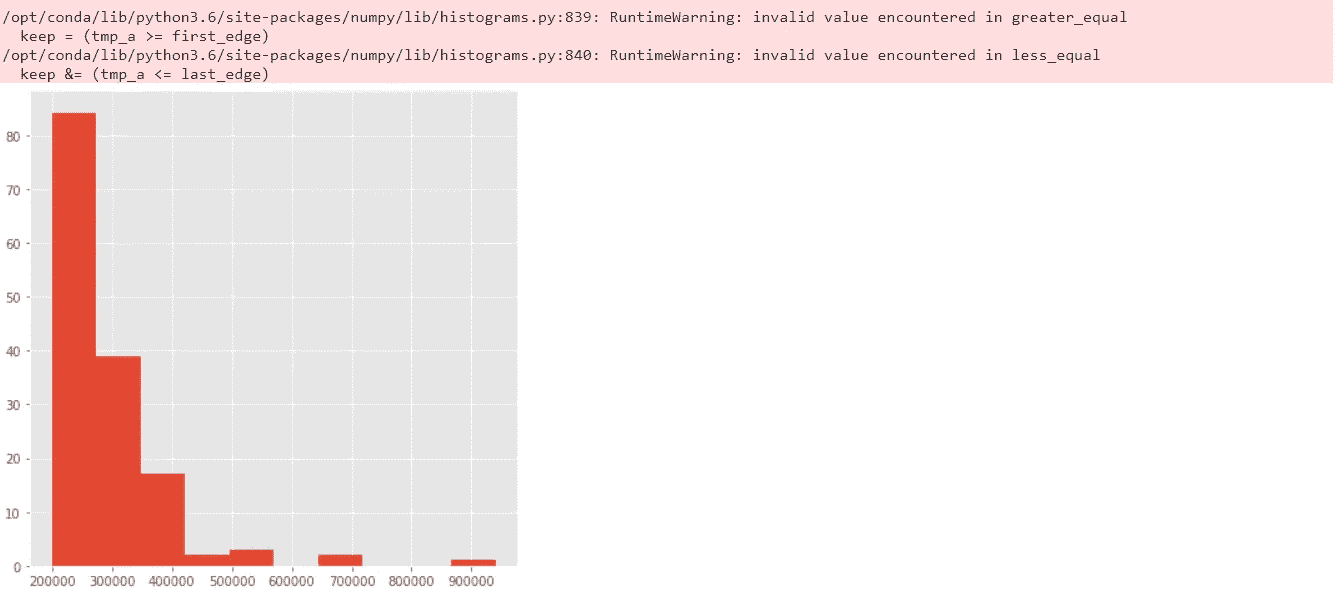 /opt/conda/lib/python3.6/site-packages/numpy/lib/histograms.py:839: RuntimeWarning: invalid value encountered in greater_equal
  keep = (tmp_a >= first_edge)
/opt/conda/lib/python3.6/site-packages/numpy/lib/histograms.py:840: RuntimeWarning: invalid value encountered in less_equal
  keep &= (tmp_a <= last_edge)
80
70
60
50
40
30
20
10
0
200000 300000 400000 500000 600000 700000 800000 900000